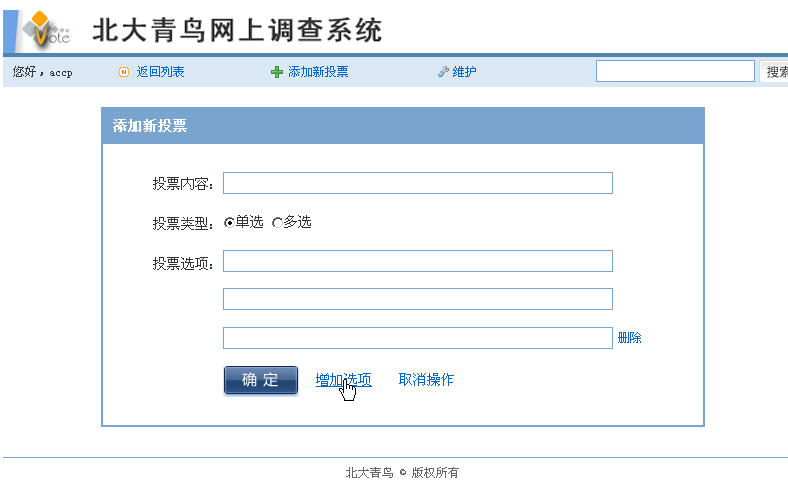 Vote 北大青鸟网上调查系统
您好，accp N 返回列表 添加新投票 维护 搜索
添加新投票
投票内容：
投票类型： 单选 多选
投票选项：
删除
确定 增加选项 取消操作
北大青鸟 © 版权所有